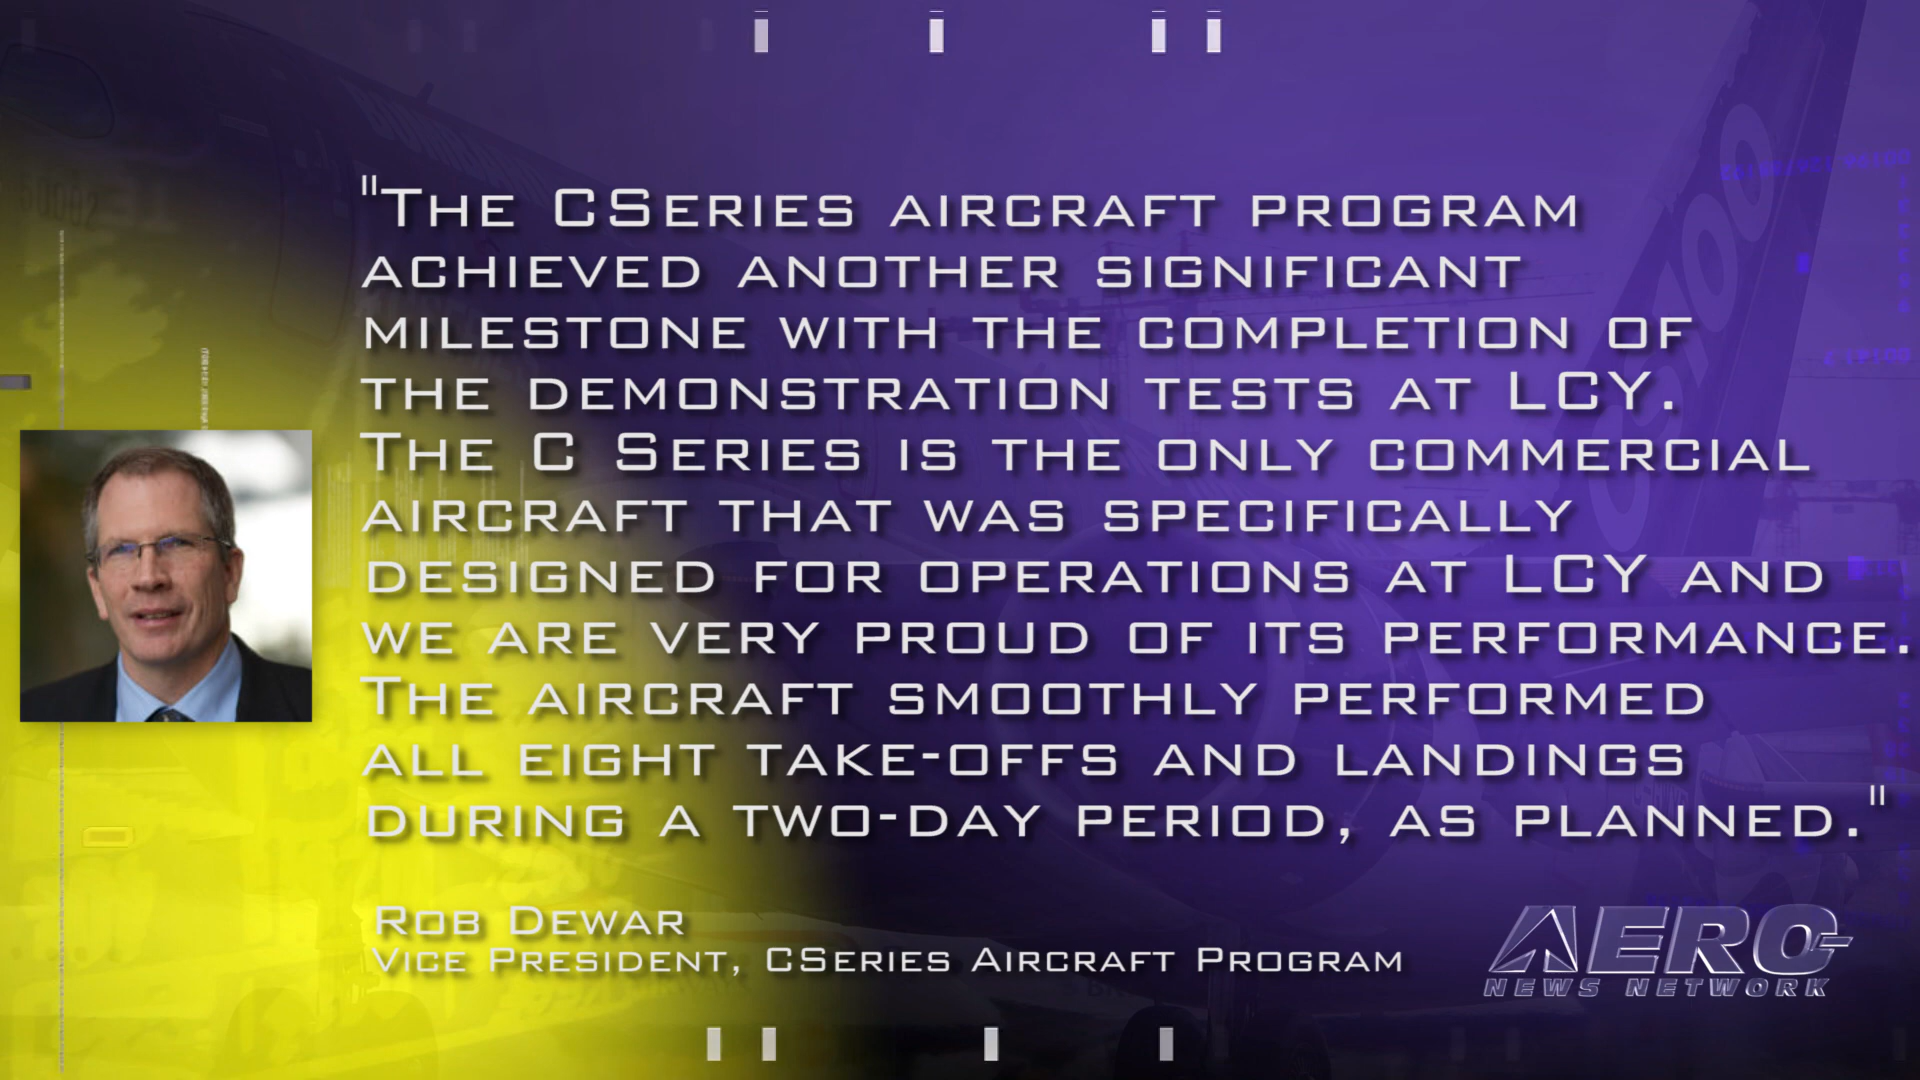 "The CSeries aircraft program
achieved another significant
milestone with the completion of
the demonstration tests at LCY.
The C Series is the only commercial
aircraft that was specifically
designed for operations at LCY and
we are very proud of its performance.
The aircraft smoothly performed
all eight take-offs and landings
during a two-day period, as planned."
Rob Dewar
Vice President, CSeries Aircraft Program
AERO-
NEWS NETWORK
CS100